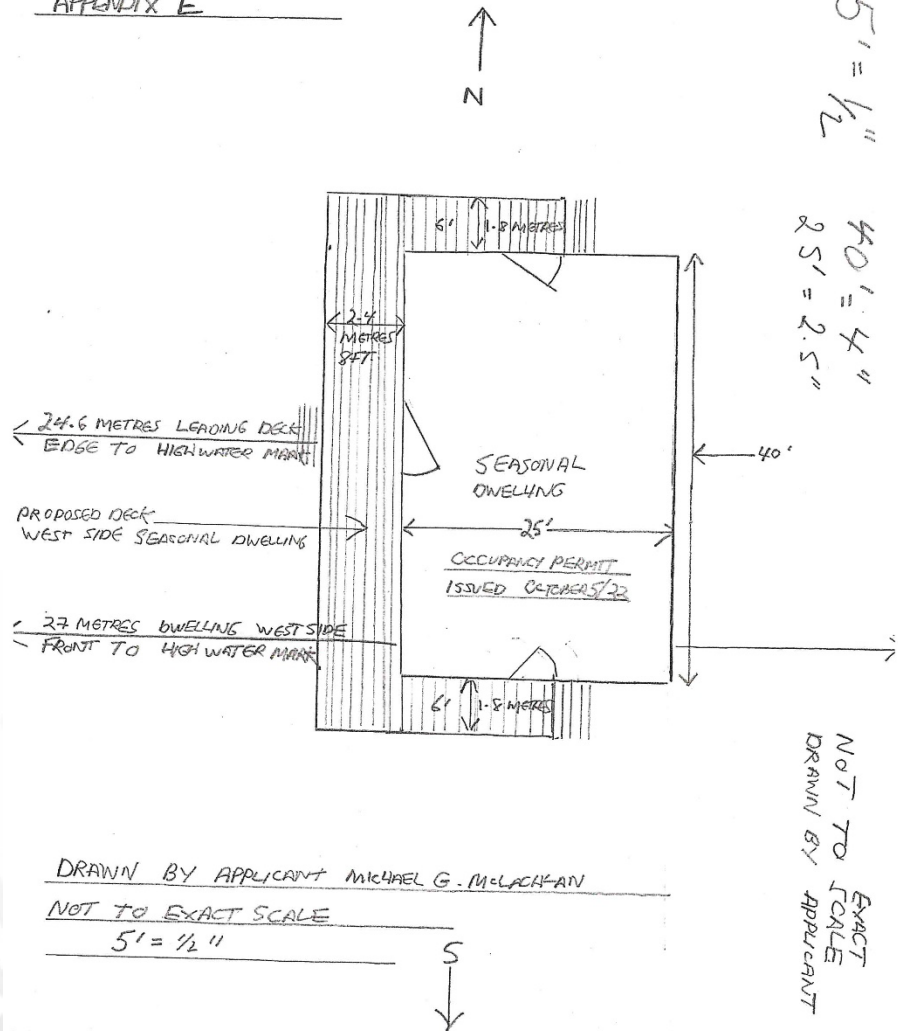 APPENDIX E
N
5' = 1/2"
40' = 4"
25' = 2.5"
6' 1.8 METRES
2.4
METRES
8FT
24.6 METRES LEADING DECK
EDGE TO HIGHWATER MARK
SEASONAL
DWELLING
40'
PROPOSED DECK
WEST SIDE SEASONAL DWELLING
25'
OCCUPANCY PERMIT
ISSUED OCTOBER 5/22
27 METRES DWELLING WEST SIDE
FRONT TO HIGH WATER MARK
6' 1.8 METRES
NOT TO EXACT
SCALE
DRAWN BY APPLICANT
DRAWN BY APPLICANT MICHAEL G. McLACHLAN
NOT TO EXACT SCALE
5' = 1/2"
S